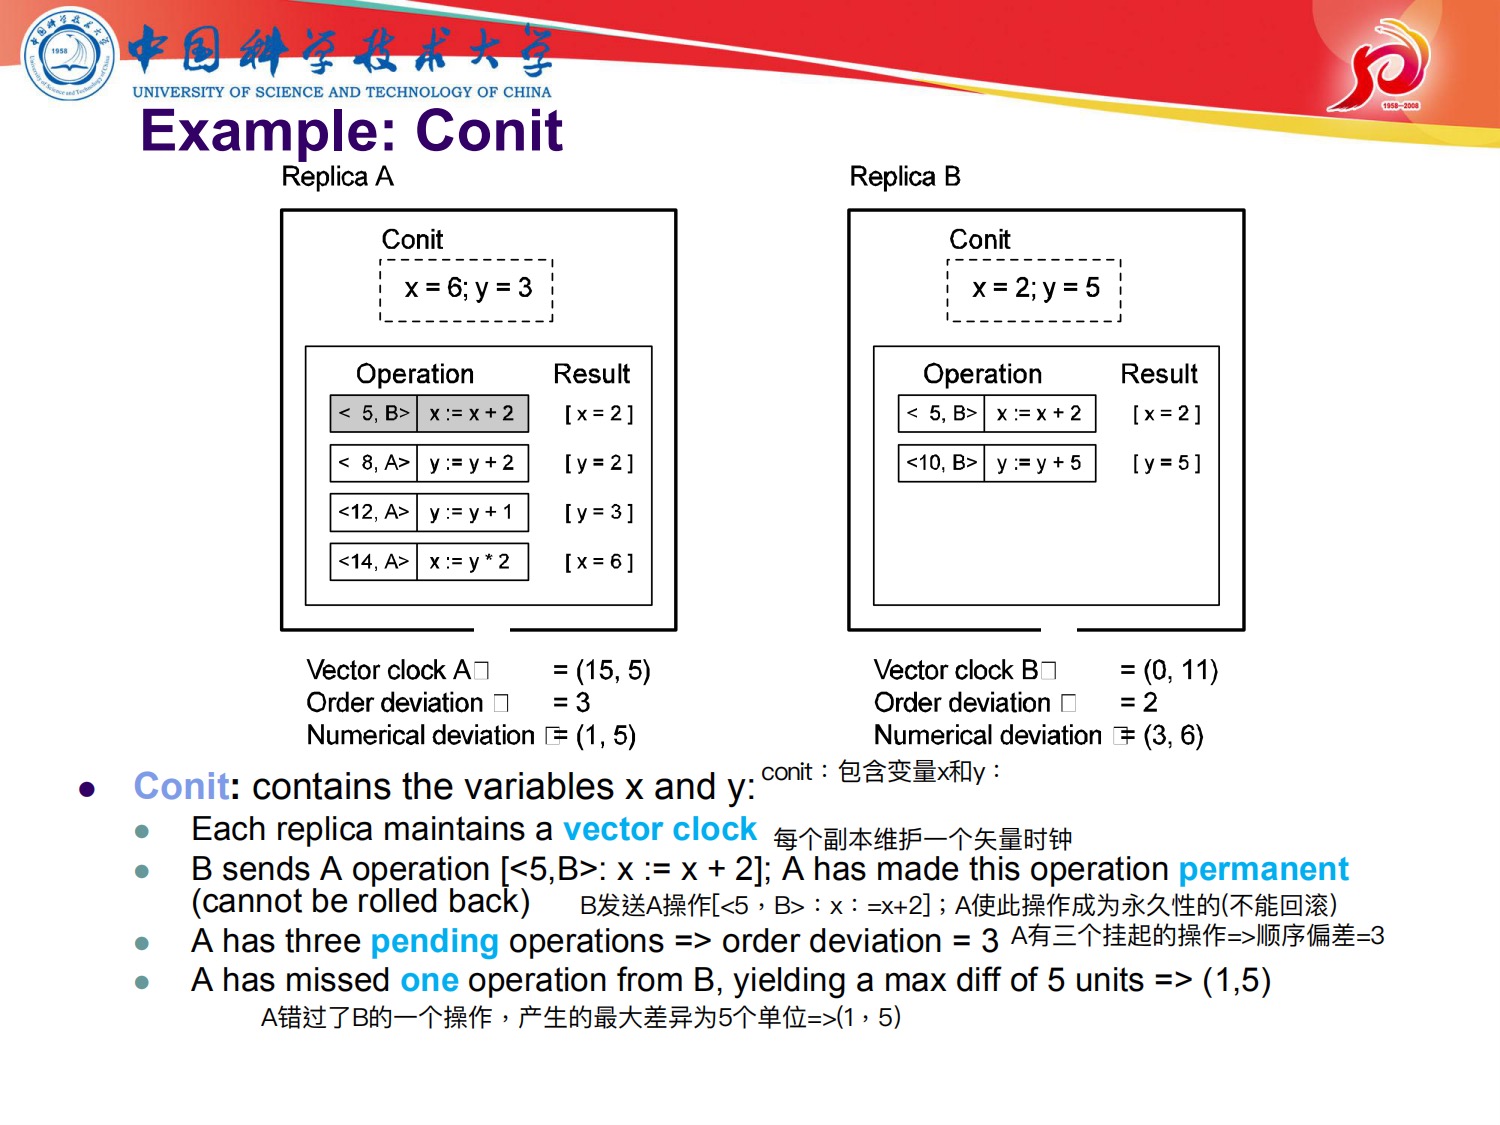 中国科学技术大学
UNIVERSITY OF SCIENCE AND TECHNOLOGY OF CHINA
1958
1958—2008
Example: Conit
Replica A
Conit
x = 6; y = 3
Operation Result
< 5, B> x := x + 2 [ x = 2 ]
< 8, A> y := y + 2 [ y = 2 ]
<12, A> y := y + 1 [ y = 3 ]
<14, A> x := y * 2 [ x = 6 ]
Vector clock A = (15, 5)
Order deviation = 3
Numerical deviation = (1, 5)
Replica B
Conit
x = 2; y = 5
Operation Result
< 5, B> x := x + 2 [ x = 2 ]
<10, B> y := y + 5 [ y = 5 ]
Vector clock B = (0, 11)
Order deviation = 2
Numerical deviation = (3, 6)
Conit: contains the variables x and y:
conit：包含变量x和y：
Each replica maintains a vector clock
每个副本维护一个矢量时钟
B sends A operation [<5,B>: x := x + 2]; A has made this operation permanent
(cannot be rolled back)
B发送A操作[<5，B>：x：=x+2]；A使此操作成为永久性的(不能回滚)
A has three pending operations => order deviation = 3
A有三个挂起的操作=>顺序偏差=3
A has missed one operation from B, yielding a max diff of 5 units => (1,5)
A错过了B的一个操作，产生的最大差异为5个单位=>(1，5)